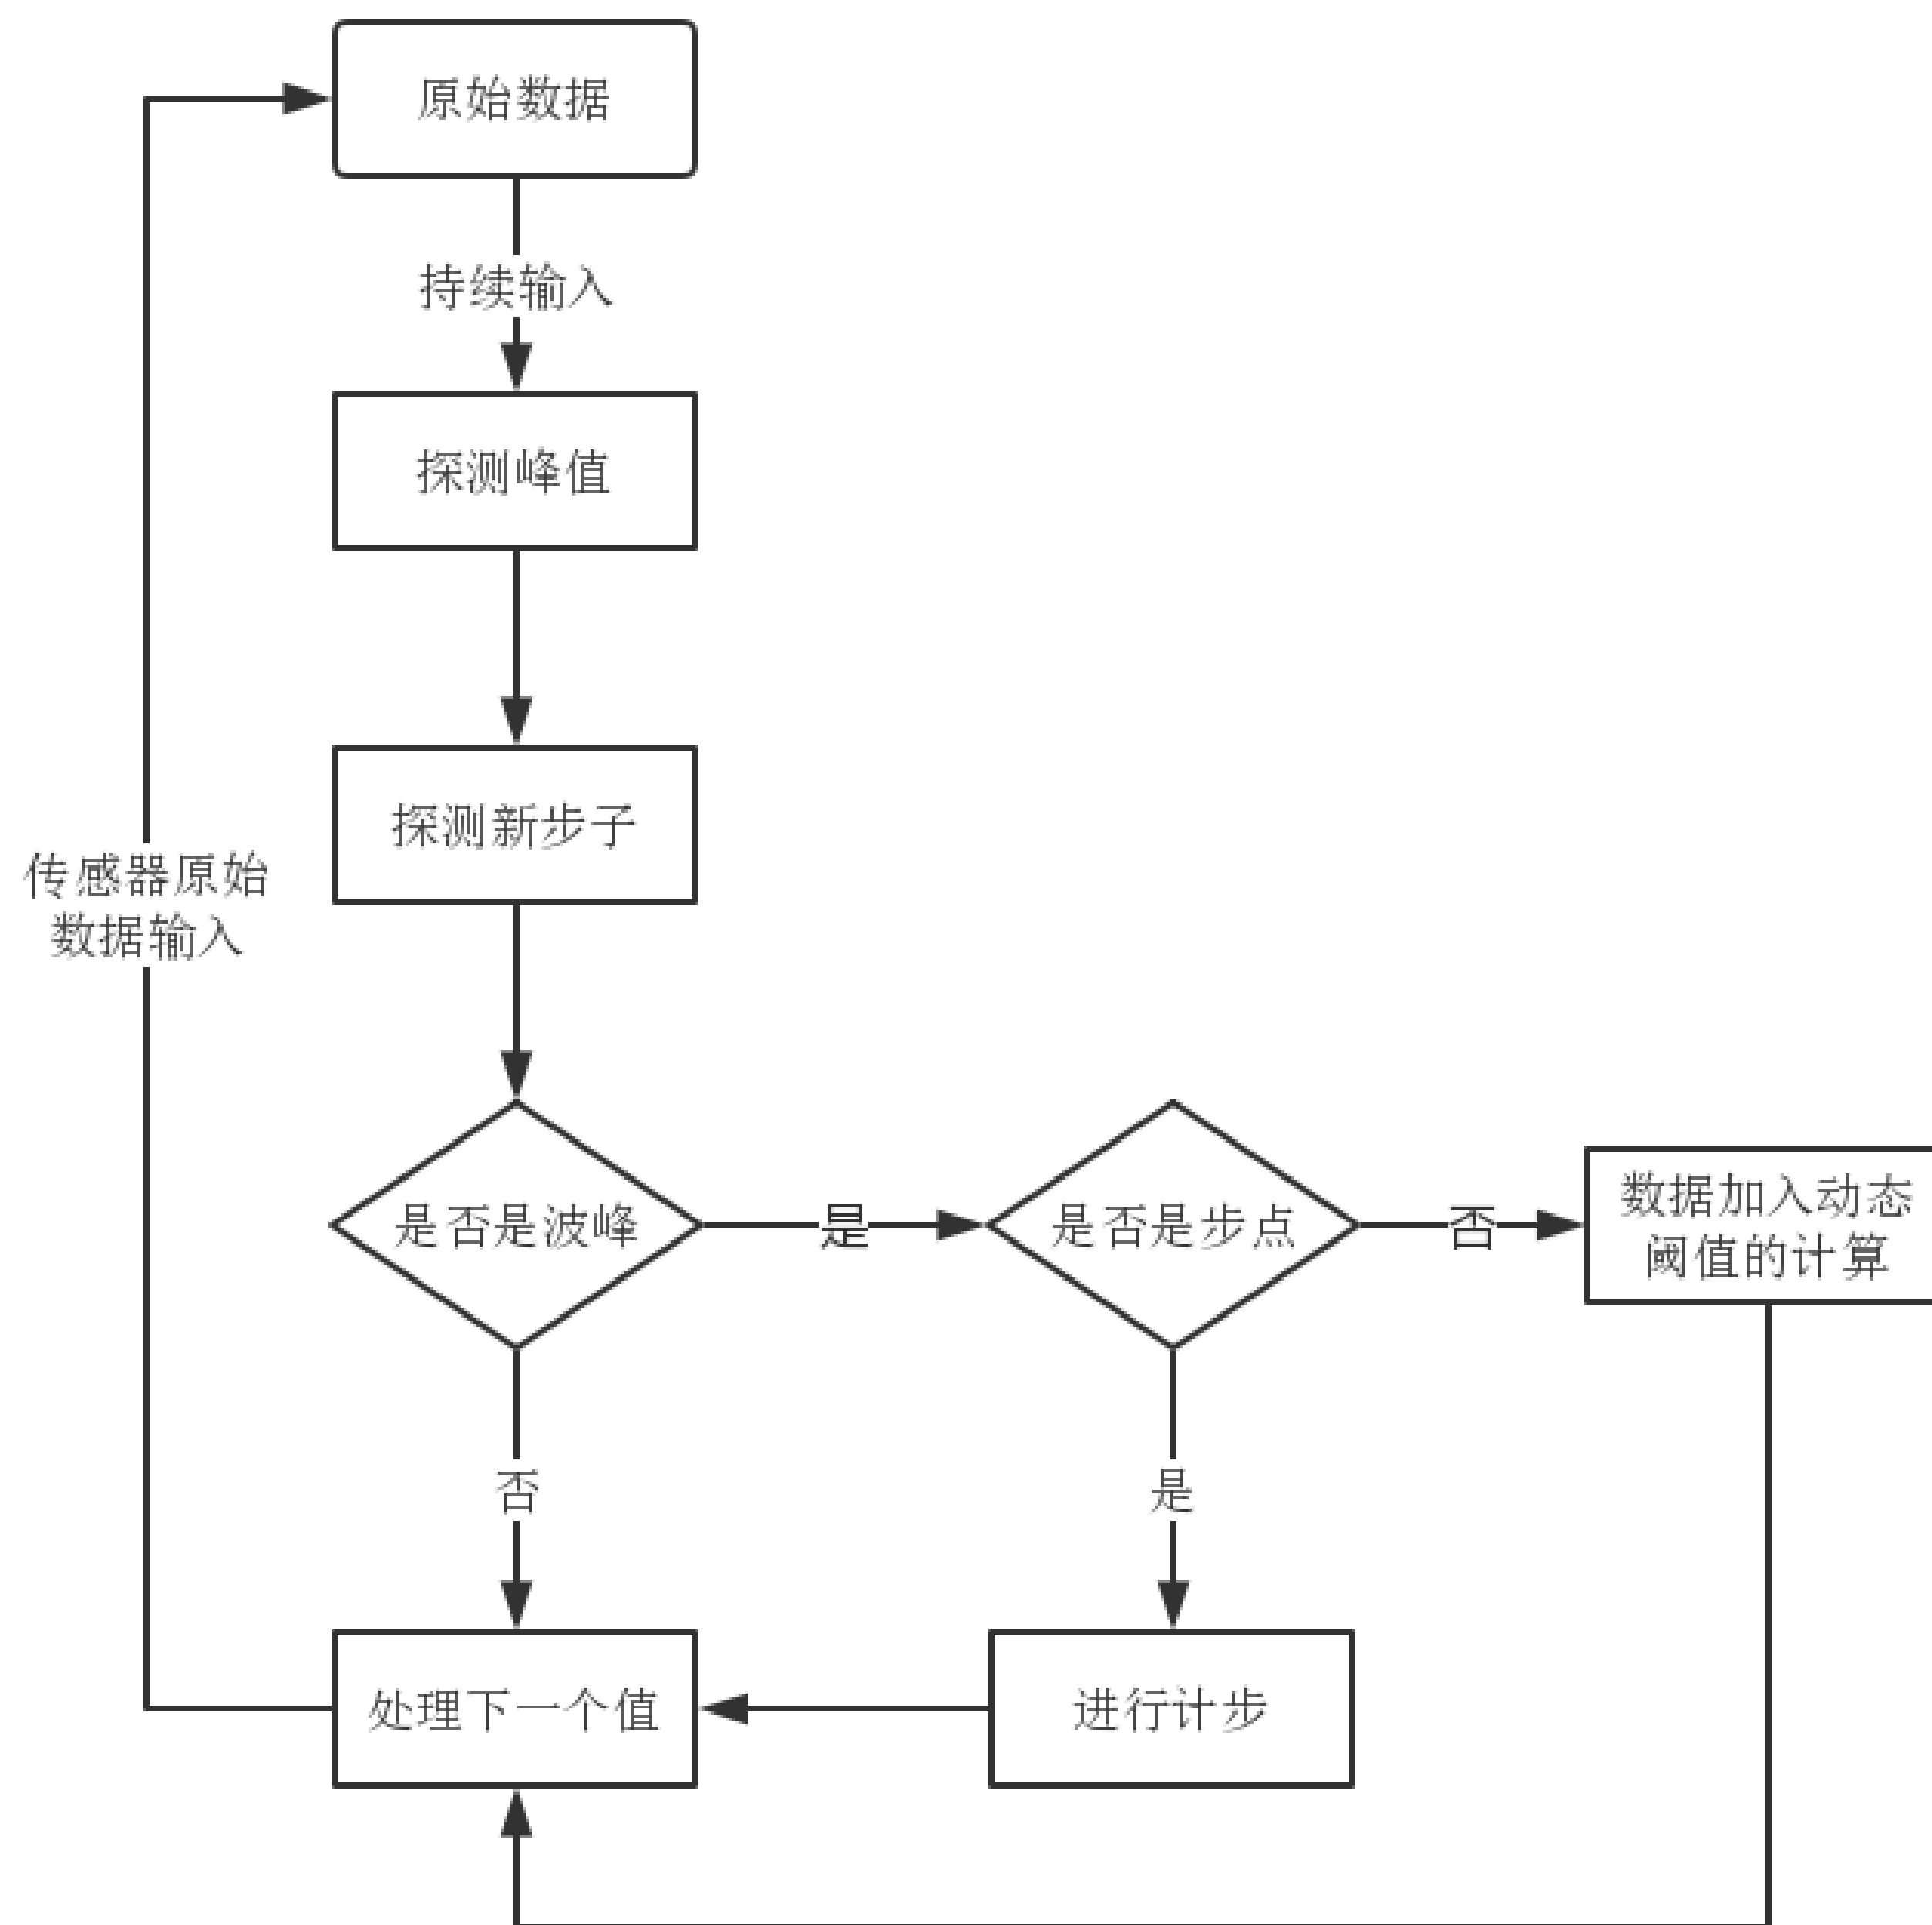 原始数据
持续输入
探测峰值
探测新步子
传感器原始
数据输入
是否是波峰
是
是否是步点
否
数据加入动态
阈值的计算
否
是
处理下一个值
进行计步